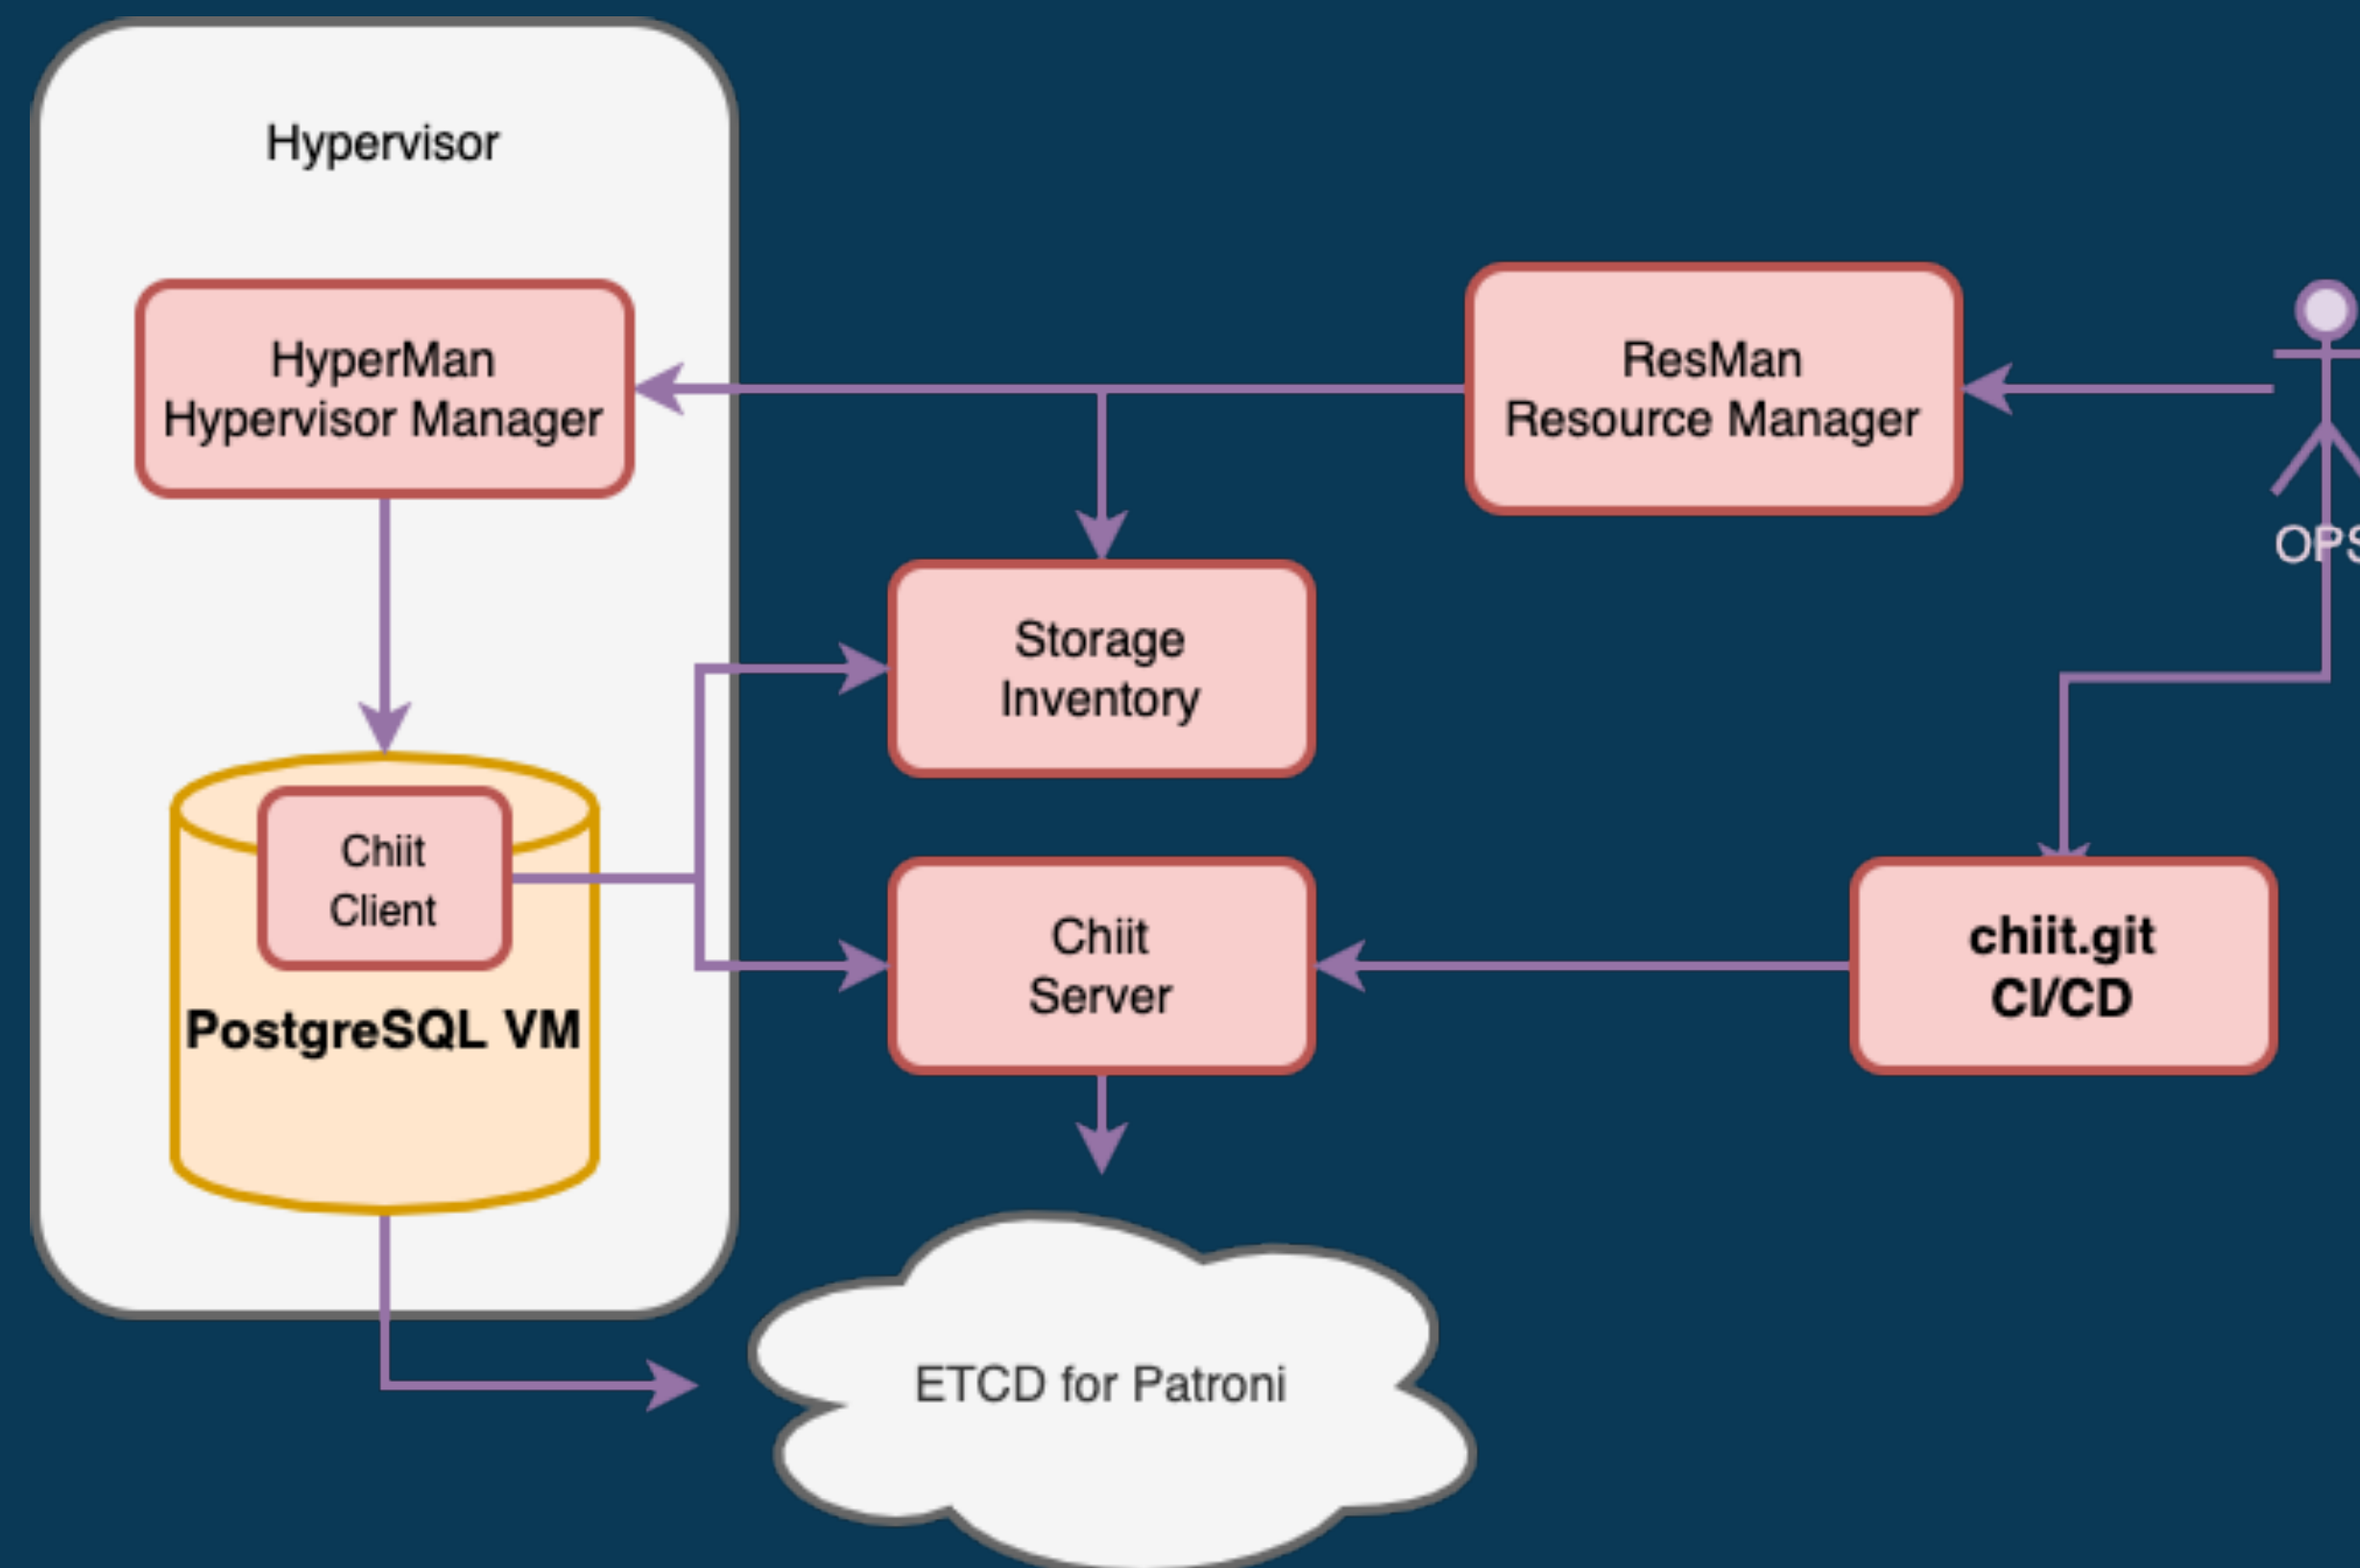 Hypervisor
HyperMan
Hypervisor Manager
ResMan
Resource Manager
OPS
Storage
Inventory
Chiit
Client
PostgreSQL VM
Chiit
Server
chiit.git
CI/CD
ETCD for Patroni